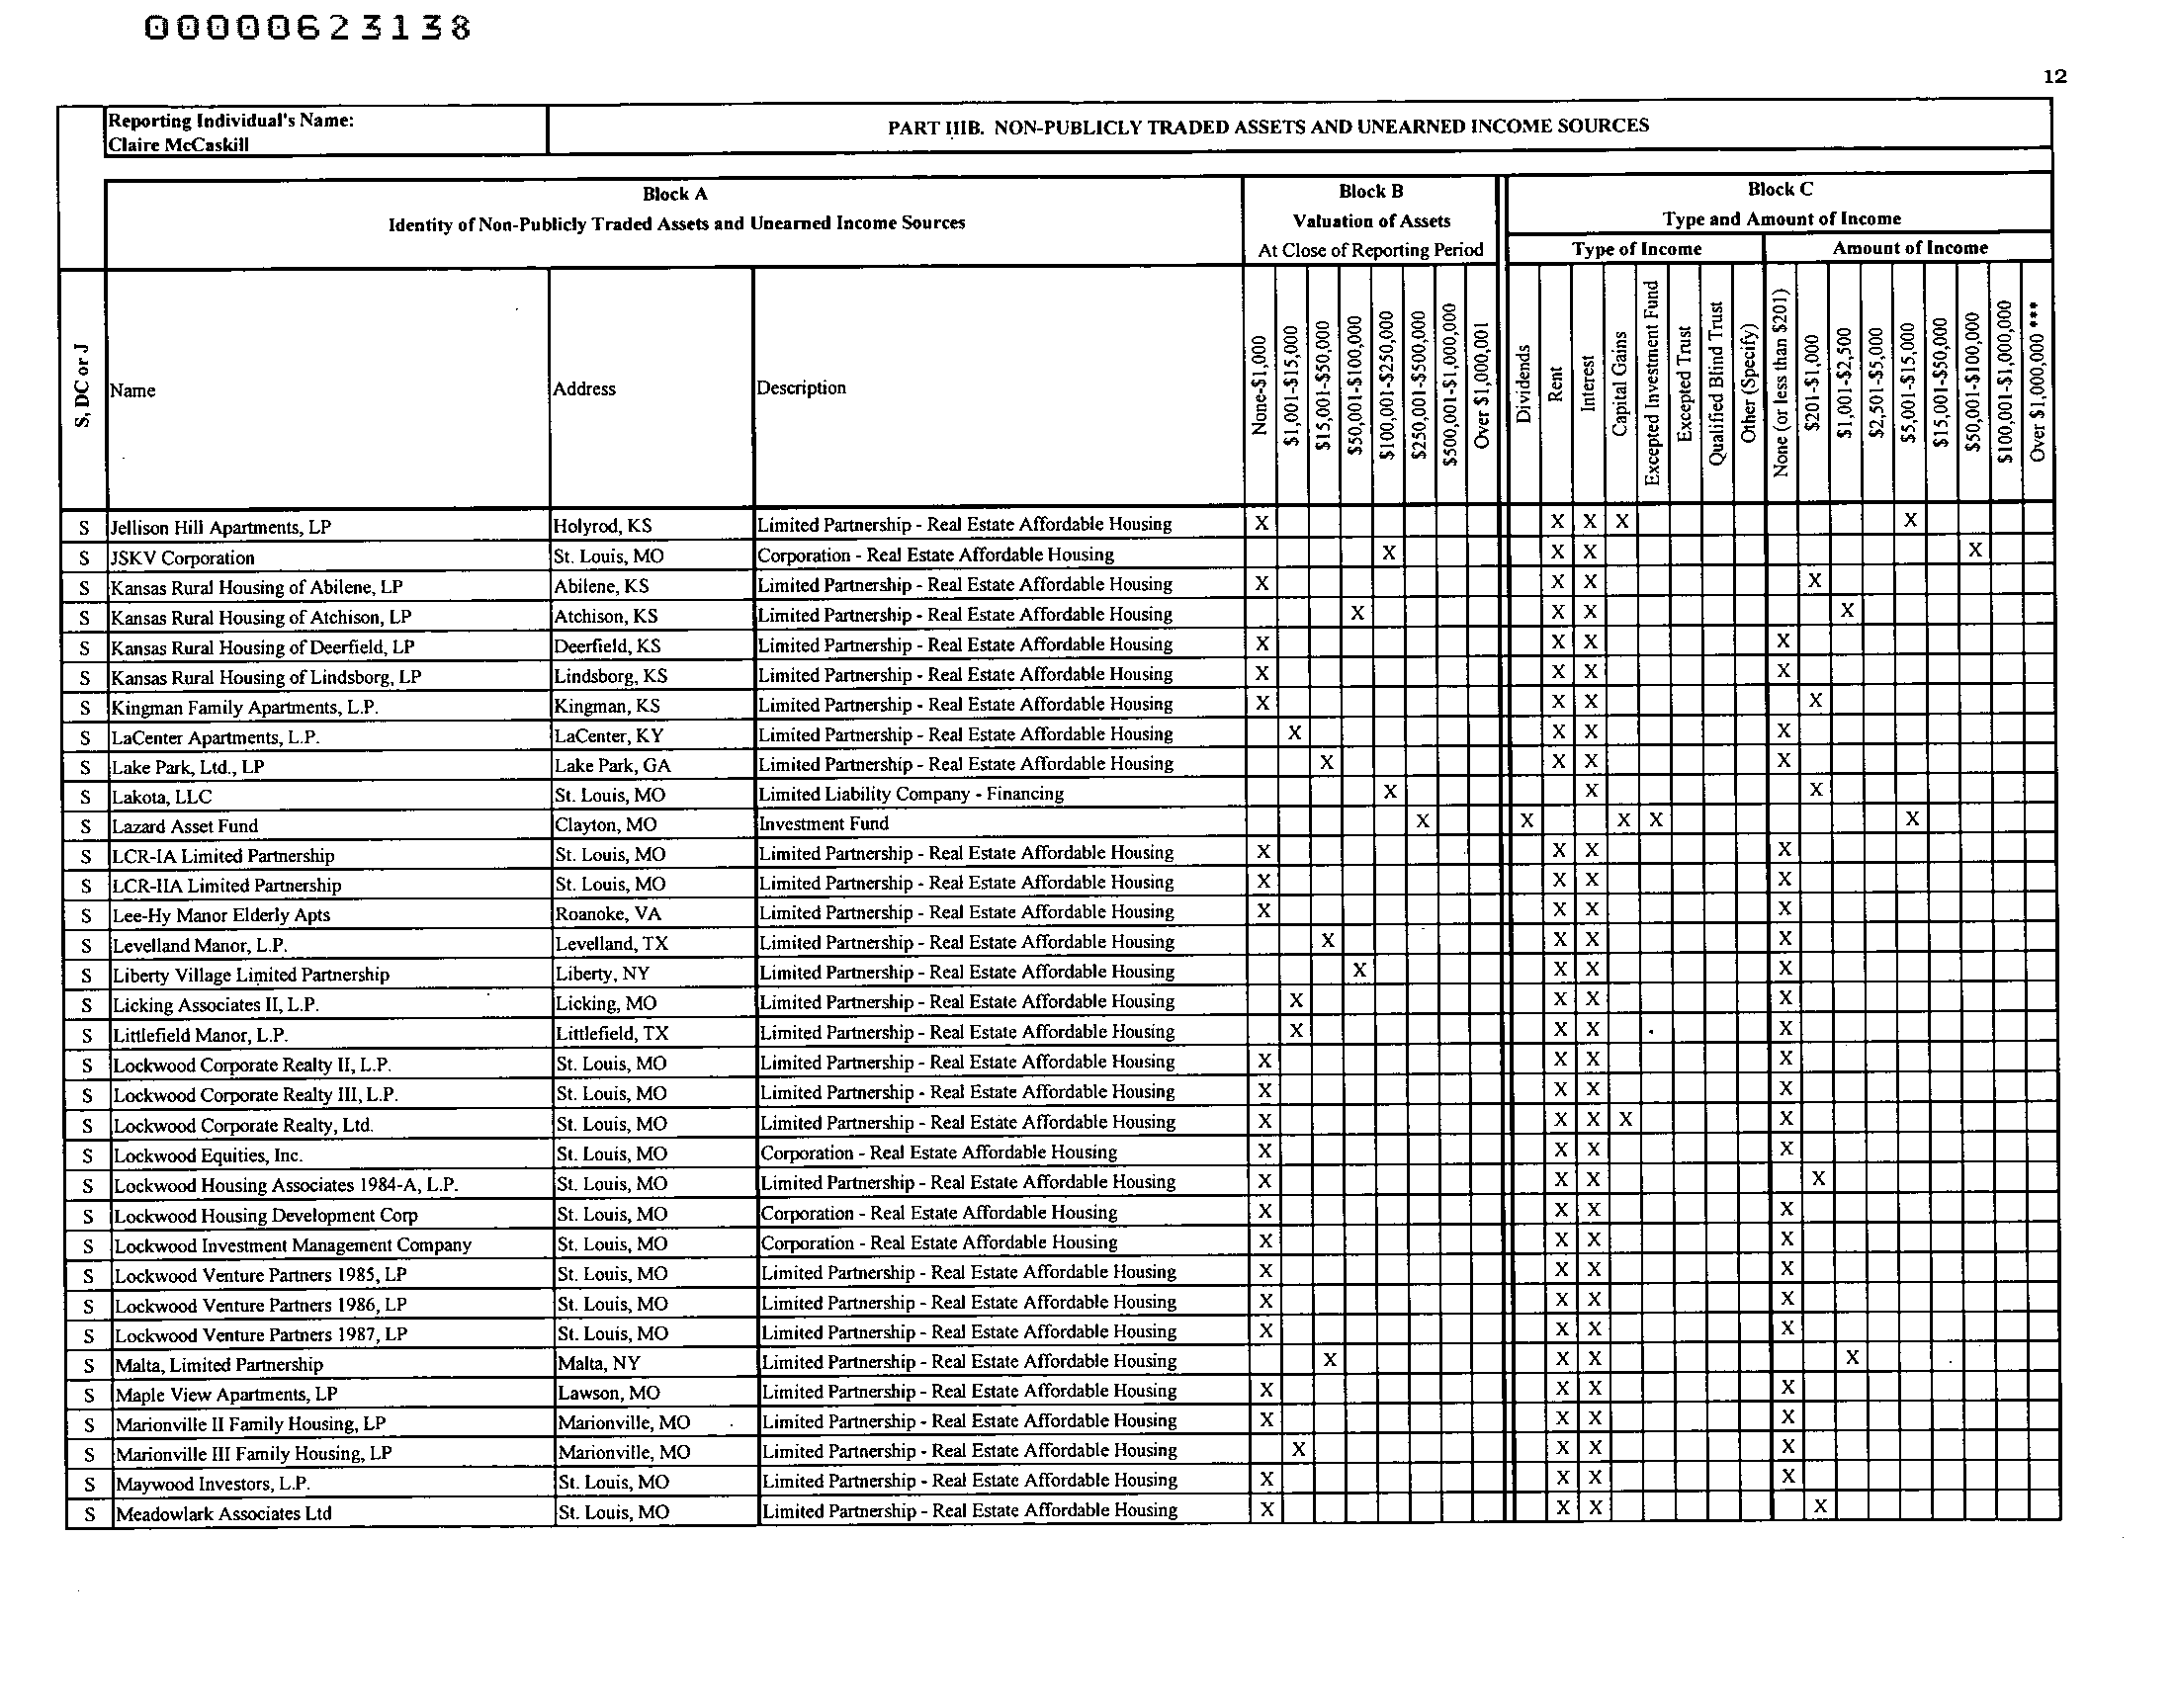 00000623138
12
Reporting Individual's Name:
Claire McCaskill
PART IIIB. NON-PUBLICLY TRADED ASSETS AND UNEARNED INCOME SOURCES
Block A
Identity of Non-Publicly Traded Assets and Unearned Income Sources
Block B
Valuation of Assets
At Close of Reporting Period
Block C
Type and Amount of Income
Type of Income
Amount of Income
S, DC or J
Name
Address
Description
None-$1,000
$1,001-$15,000
$15,001-$50,000
$50,001-$100,000
$100,001-$250,000
$250,001-$500,000
$500,001-$1,000,000
Over $1,000,001
Dividends
Rent
Interest
Capital Gains
Excepted Investment Fund
Excepted Trust
Qualified Blind Trust
Other (Specify)
None (or less than $201)
$201-$1,000
$1,001-$2,500
$2,501-$5,000
$5,001-$15,000
$15,001-$50,000
$50,001-$100,000
$100,001-$1,000,000
Over $1,000,000 ***
S Jellison Hill Apartments, LP Holyrod, KS Limited Partnership - Real Estate Affordable Housing X X X X X
S JSKV Corporation St. Louis, MO Corporation - Real Estate Affordable Housing X X X X
S Kansas Rural Housing of Abilene, LP Abilene, KS Limited Partnership - Real Estate Affordable Housing X X X X
S Kansas Rural Housing of Atchison, LP Atchison, KS Limited Partnership - Real Estate Affordable Housing X X X X
S Kansas Rural Housing of Deerfield, LP Deerfield, KS Limited Partnership - Real Estate Affordable Housing X X X X
S Kansas Rural Housing of Lindsborg, LP Lindsborg, KS Limited Partnership - Real Estate Affordable Housing X X X X
S Kingman Family Apartments, L.P. Kingman, KS Limited Partnership - Real Estate Affordable Housing X X X X
S LaCenter Apartments, L.P. LaCenter, KY Limited Partnership - Real Estate Affordable Housing X X X X
S Lake Park, Ltd., LP Lake Park, GA Limited Partnership - Real Estate Affordable Housing X X X X
S Lakota, LLC St. Louis, MO Limited Liability Company - Financing X X X
S Lazard Asset Fund Clayton, MO Investment Fund X X X X X
S LCR-IA Limited Partnership St. Louis, MO Limited Partnership - Real Estate Affordable Housing X X X X
S LCR-IIA Limited Partnership St. Louis, MO Limited Partnership - Real Estate Affordable Housing X X X X
S Lee-Hy Manor Elderly Apts Roanoke, VA Limited Partnership - Real Estate Affordable Housing X X X X
S Levelland Manor, L.P. Levelland, TX Limited Partnership - Real Estate Affordable Housing X X X X
S Liberty Village Limited Partnership Liberty, NY Limited Partnership - Real Estate Affordable Housing X X X X
S Licking Associates II, L.P. Licking, MO Limited Partnership - Real Estate Affordable Housing X X X X
S Littlefield Manor, L.P. Littlefield, TX Limited Partnership - Real Estate Affordable Housing X X X X
S Lockwood Corporate Realty II, L.P. St. Louis, MO Limited Partnership - Real Estate Affordable Housing X X X X
S Lockwood Corporate Realty III, L.P. St. Louis, MO Limited Partnership - Real Estate Affordable Housing X X X X
S Lockwood Corporate Realty, Ltd. St. Louis, MO Limited Partnership - Real Estate Affordable Housing X X X X X
S Lockwood Equities, Inc. St. Louis, MO Corporation - Real Estate Affordable Housing X X X X
S Lockwood Housing Associates 1984-A, L.P. St. Louis, MO Limited Partnership - Real Estate Affordable Housing X X X X
S Lockwood Housing Development Corp St. Louis, MO Corporation - Real Estate Affordable Housing X X X X
S Lockwood Investment Management Company St. Louis, MO Corporation - Real Estate Affordable Housing X X X X
S Lockwood Venture Partners 1985, LP St. Louis, MO Limited Partnership - Real Estate Affordable Housing X X X X
S Lockwood Venture Partners 1986, LP St. Louis, MO Limited Partnership - Real Estate Affordable Housing X X X X
S Lockwood Venture Partners 1987, LP St. Louis, MO Limited Partnership - Real Estate Affordable Housing X X X X
S Malta, Limited Partnership Malta, NY Limited Partnership - Real Estate Affordable Housing X X X X
S Maple View Apartments, LP Lawson, MO Limited Partnership - Real Estate Affordable Housing X X X X
S Marionville II Family Housing, LP Marionville, MO Limited Partnership - Real Estate Affordable Housing X X X X
S Marionville III Family Housing, LP Marionville, MO Limited Partnership - Real Estate Affordable Housing X X X X
S Maywood Investors, L.P. St. Louis, MO Limited Partnership - Real Estate Affordable Housing X X X X
S Meadowlark Associates Ltd St. Louis, MO Limited Partnership - Real Estate Affordable Housing X X X X